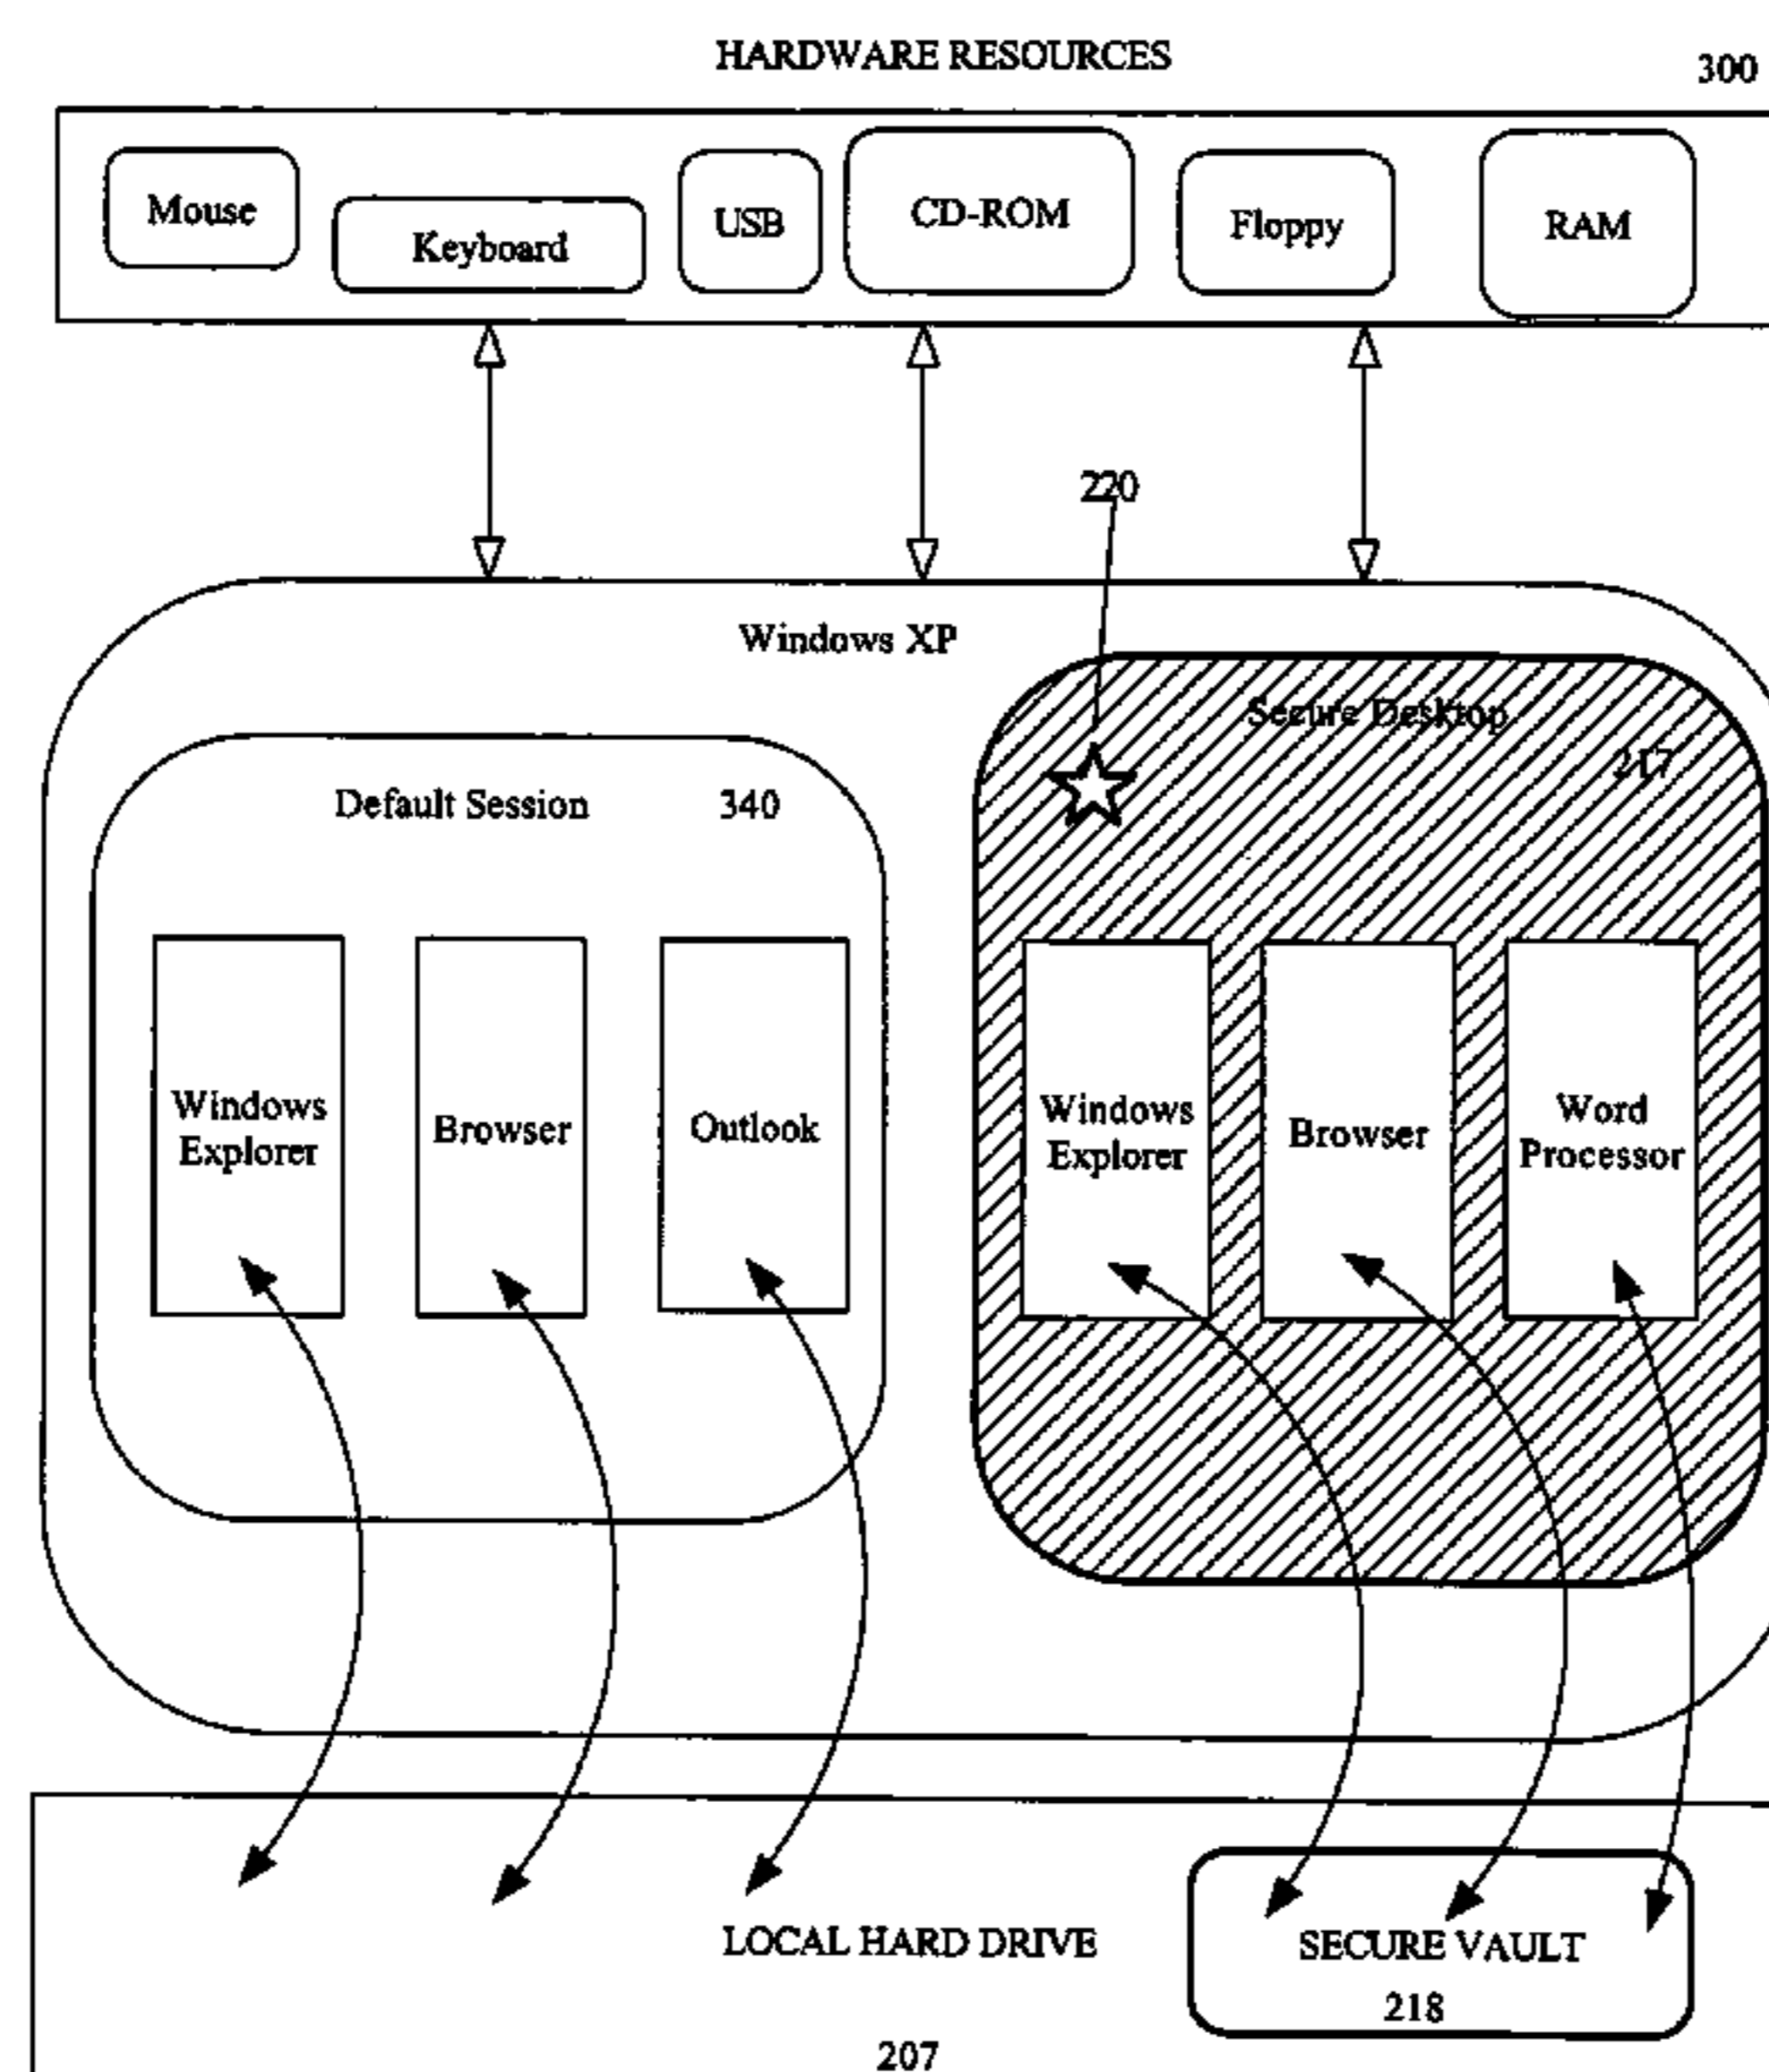 HARDWARE RESOURCES
300
Mouse
Keyboard
USB
CD-ROM
Floppy
RAM
220
Windows XP
Secure Desktop
217
Default Session
340
Windows
Explorer
Browser
Outlook
Windows
Explorer
Browser
Word
Processor
LOCAL HARD DRIVE
SECURE VAULT
218
207